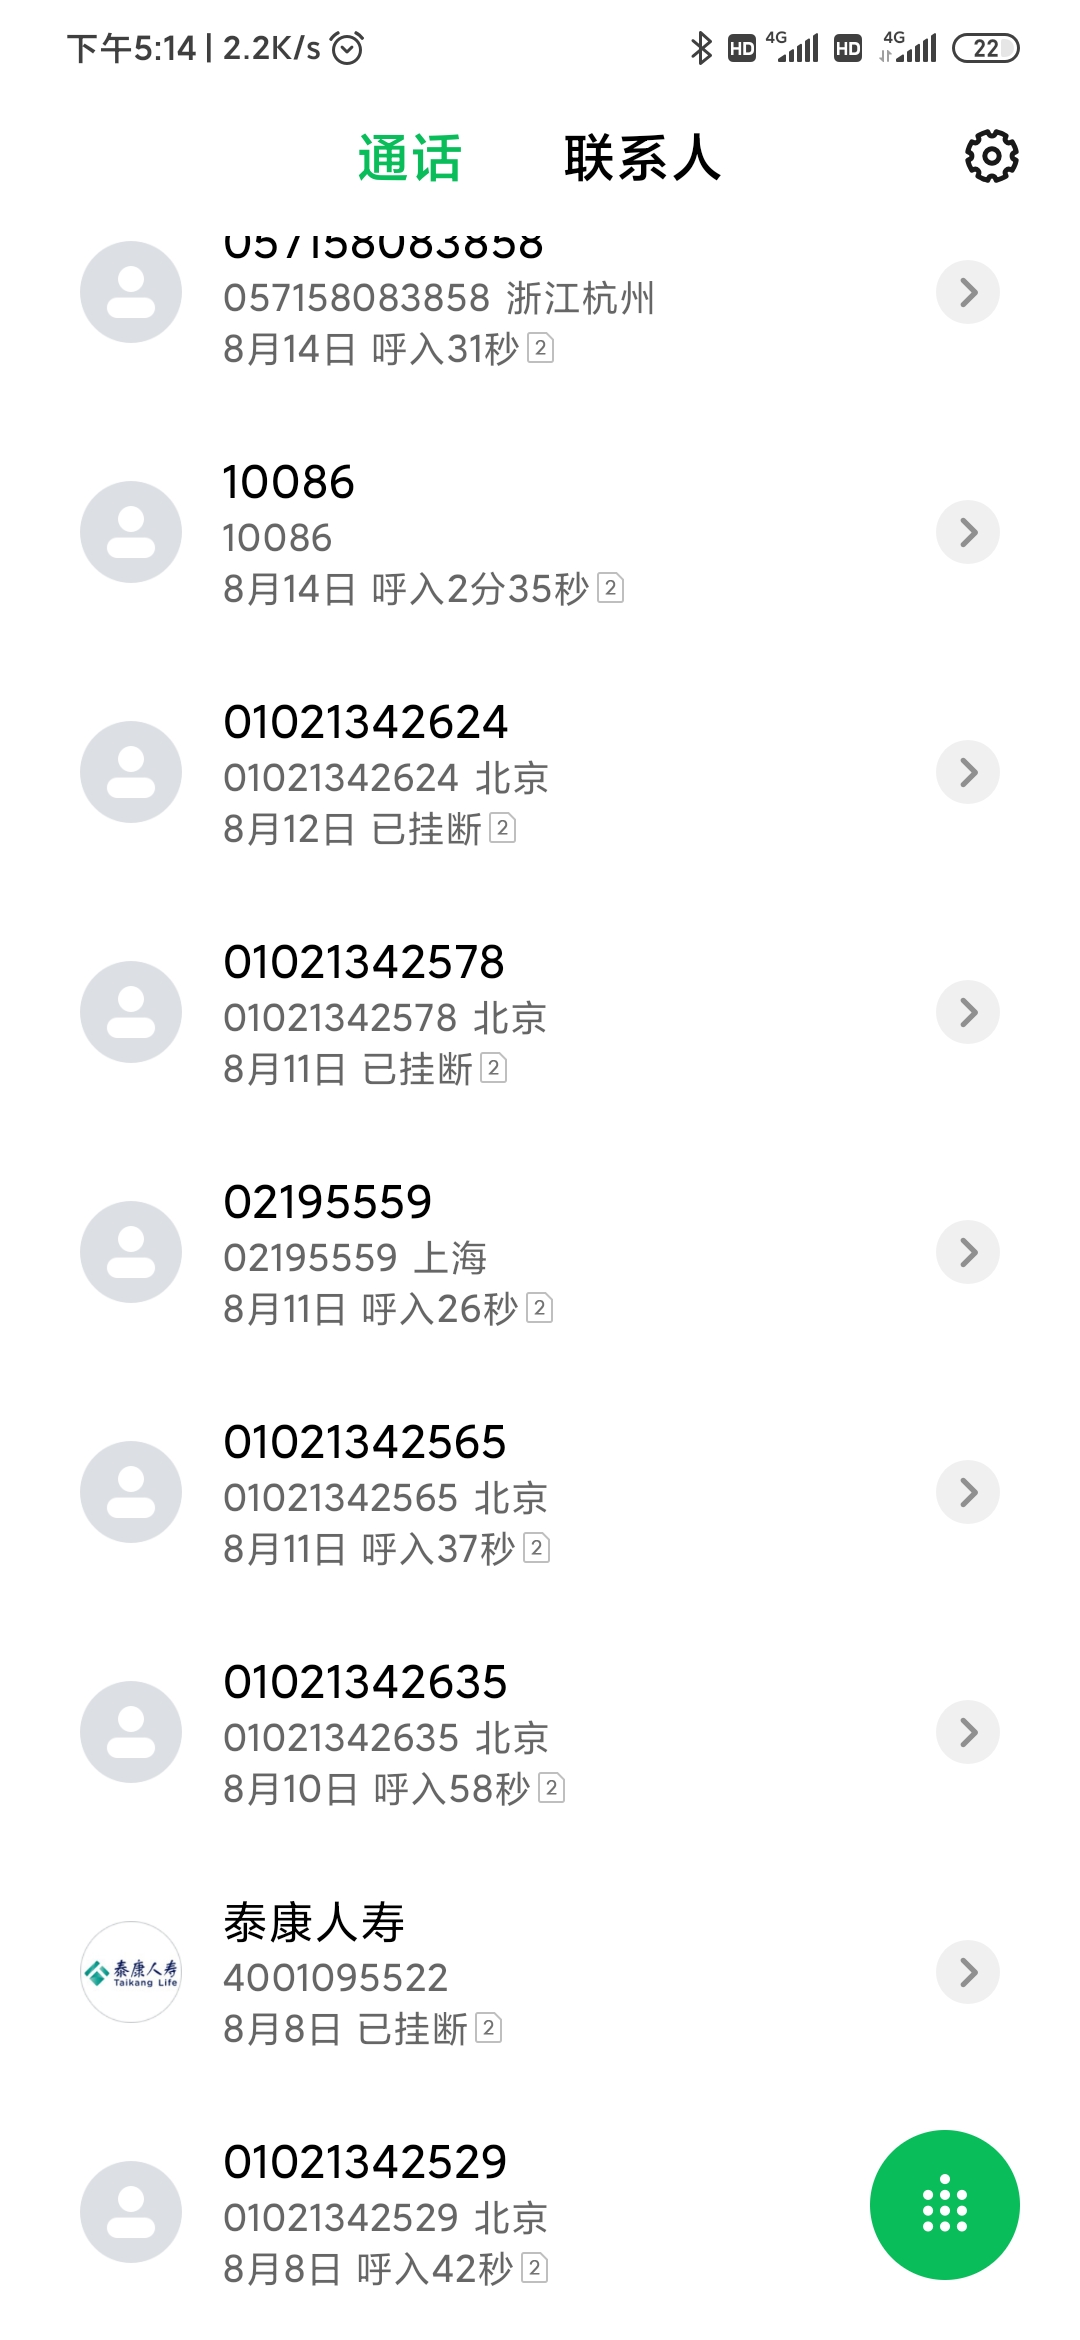 下午5:14 | 2.2K/s
HD 4G HD 4G 22
通话 联系人
057158083858
057158083858 浙江杭州
8月14日 呼入31秒 2
10086
10086
8月14日 呼入2分35秒 2
01021342624
01021342624 北京
8月12日 已挂断 2
01021342578
01021342578 北京
8月11日 已挂断 2
02195559
02195559 上海
8月11日 呼入26秒 2
01021342565
01021342565 北京
8月11日 呼入37秒 2
01021342635
01021342635 北京
8月10日 呼入58秒 2
泰康人寿
泰康人寿
Taikang Life
4001095522
8月8日 已挂断 2
01021342529
01021342529 北京
8月8日 呼入42秒 2